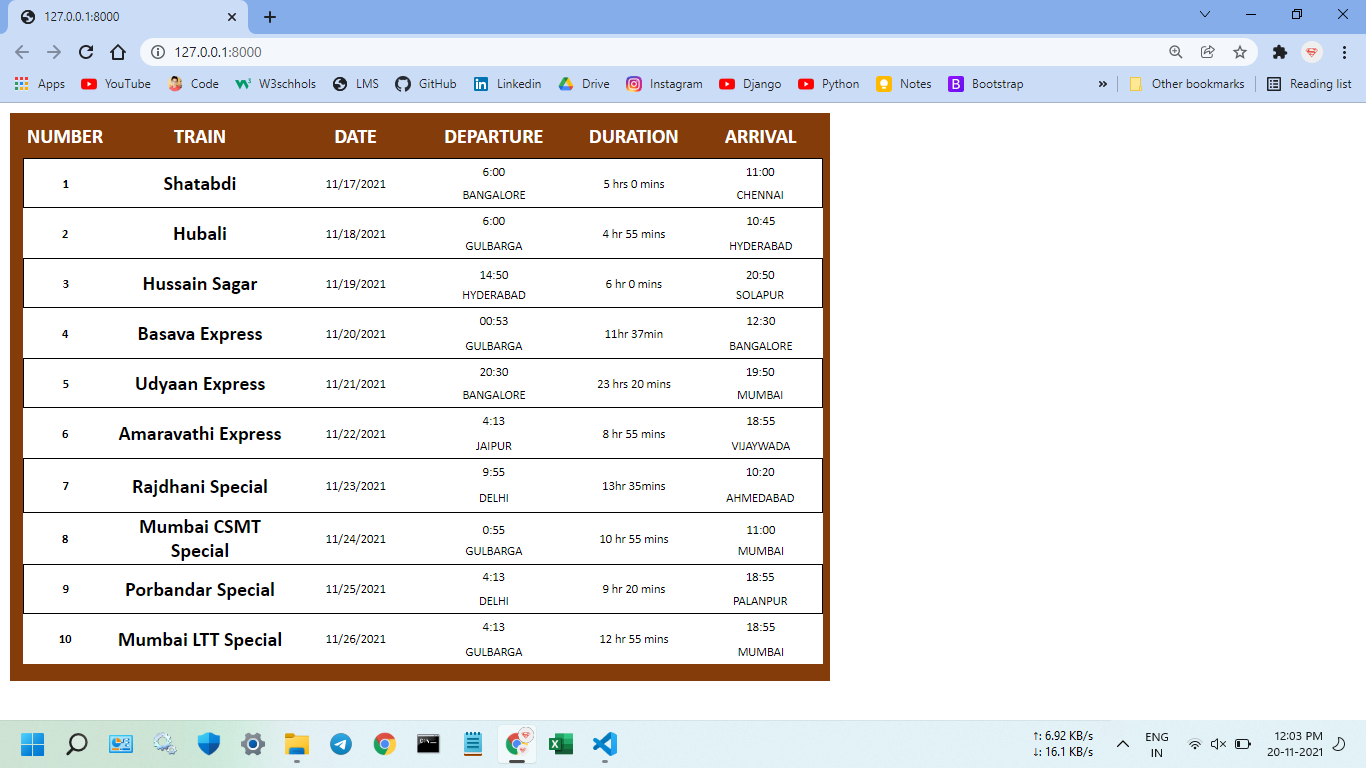 127.0.0.1:8000
127.0.0.1:8000
Apps YouTube Code W3schhols LMS GitHub Linkedin Drive Instagram Django Python Notes Bootstrap » Other bookmarks Reading list
NUMBER TRAIN DATE DEPARTURE DURATION ARRIVAL
1 Shatabdi 11/17/2021 6:00 BANGALORE 5 hrs 0 mins 11:00 CHENNAI
2 Hubali 11/18/2021 6:00 GULBARGA 4 hr 55 mins 10:45 HYDERABAD
3 Hussain Sagar 11/19/2021 14:50 HYDERABAD 6 hr 0 mins 20:50 SOLAPUR
4 Basava Express 11/20/2021 00:53 GULBARGA 11hr 37min 12:30 BANGALORE
5 Udyaan Express 11/21/2021 20:30 BANGALORE 23 hrs 20 mins 19:50 MUMBAI
6 Amaravathi Express 11/22/2021 4:13 JAIPUR 8 hr 55 mins 18:55 VIJAYWADA
7 Rajdhani Special 11/23/2021 9:55 DELHI 13hr 35mins 10:20 AHMEDABAD
8 Mumbai CSMT Special 11/24/2021 0:55 GULBARGA 10 hr 55 mins 11:00 MUMBAI
9 Porbandar Special 11/25/2021 4:13 DELHI 9 hr 20 mins 18:55 PALANPUR
10 Mumbai LTT Special 11/26/2021 4:13 GULBARGA 12 hr 55 mins 18:55 MUMBAI
↑: 6.92 KB/s ENG 12:03 PM
↓: 16.1 KB/s IN 20-11-2021